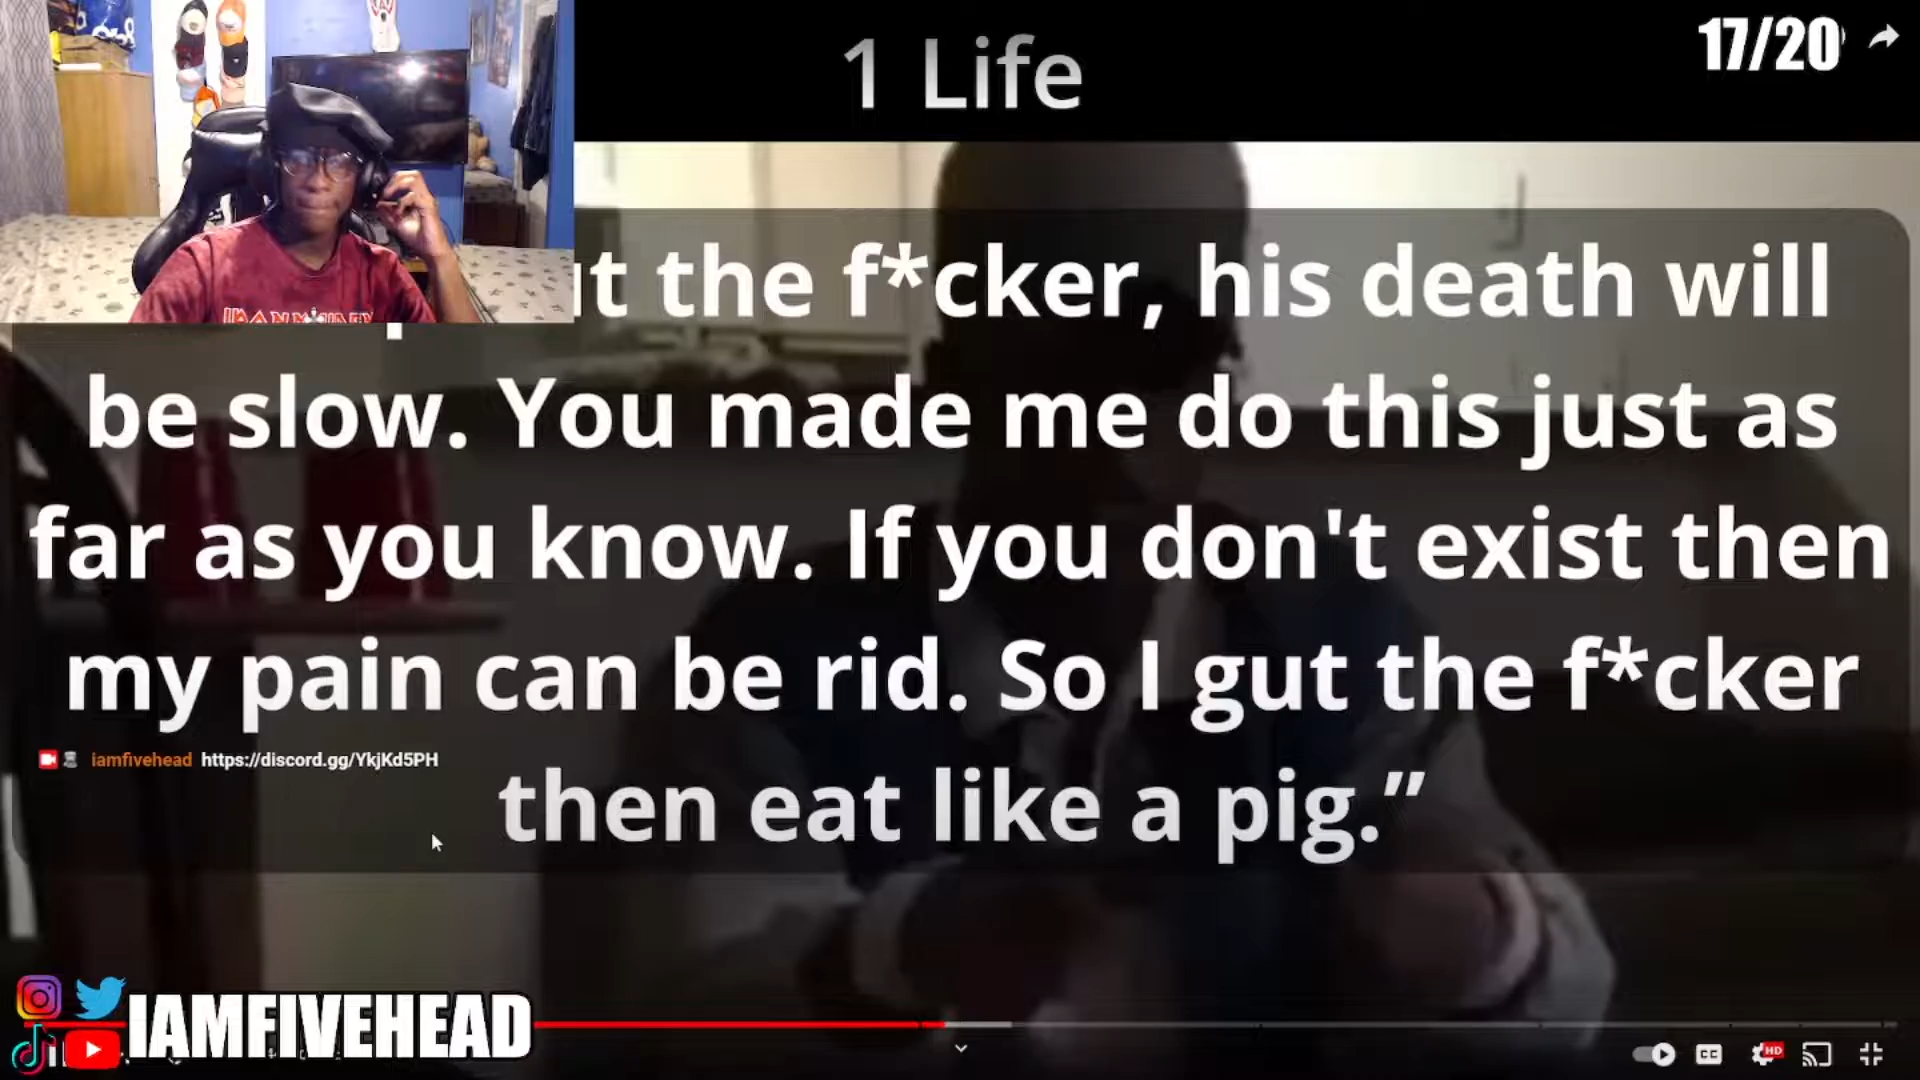 1 Life
17/20
the f*cker, his death will
be slow. You made me do this just as
far as you know. If you don't exist then
my pain can be rid. So I gut the f*cker
iamfivehead https://discord.gg/YkjKd5PH
then eat like a pig.”
IAMFIVEHEAD
CC
HD